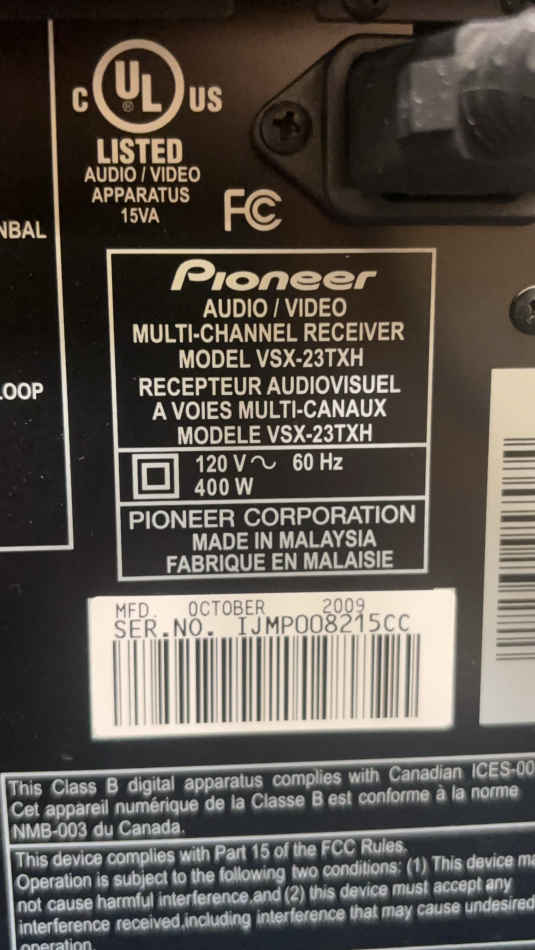 C UL US
®
LISTED
AUDIO / VIDEO
APPARATUS
15VA
FC
NBAL
OOP
Pioneer
AUDIO / VIDEO
MULTI-CHANNEL RECEIVER
MODEL VSX-23TXH
RECEPTEUR AUDIOVISUEL
A VOIES MULTI-CANAUX
MODELE VSX-23TXH
120 V ~ 60 Hz
400 W
PIONEER CORPORATION
MADE IN MALAYSIA
FABRIQUE EN MALAISIE
MFD. OCTOBER 2009
SER.NO. IJMP008215CC
This Class B digital apparatus complies with Canadian ICES-00
Cet appareil numérique de la Classe B est conforme à la norme
NMB-003 du Canada.
This device complies with Part 15 of the FCC Rules.
Operation is subject to the following two conditions: (1) This device ma
not cause harmful interference,and (2) this device must accept any
interference received,including interference that may cause undesired
operation.